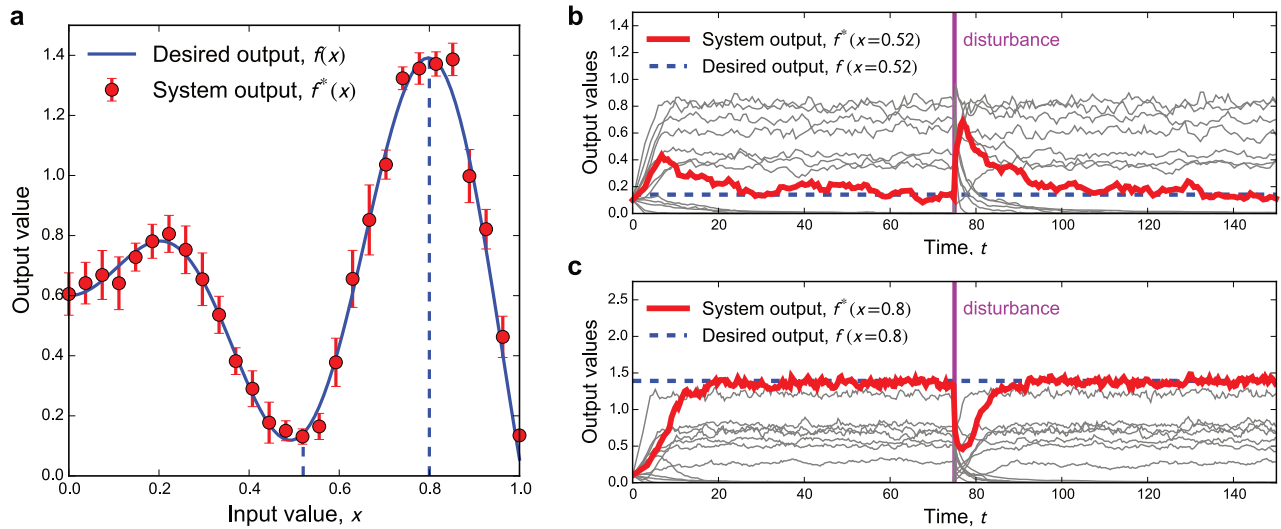 a
Desired output, f(x)
System output, f*(x)
Output value
1.4
1.2
1.0
0.8
0.6
0.4
0.2
0.0
0.0 0.2 0.4 0.6 0.8 1.0
Input value, x
b
System output, f*(x=0.52)
Desired output, f(x=0.52)
disturbance
Output values
1.4
1.2
1.0
0.8
0.6
0.4
0.2
0.0
0 20 40 60 80 100 120 140
Time, t
c
System output, f*(x=0.8)
Desired output, f(x=0.8)
disturbance
Output values
2.5
2.0
1.5
1.0
0.5
0.0
0 20 40 60 80 100 120 140
Time, t